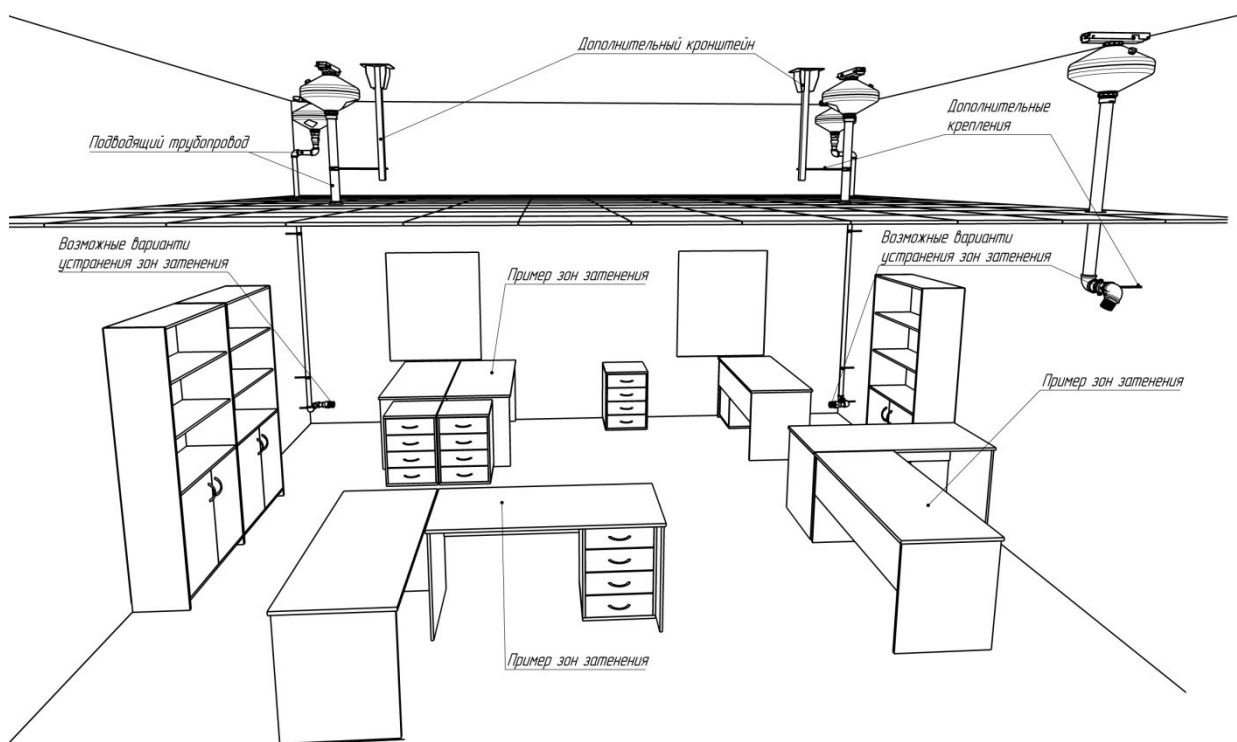 Дополнительный кронштейн
Дополнительные
крепления
Подводящий трубопровод
Возможные варианти
устранения зон затенения
Пример зон затенения
Возможные варианти
устранения зон затенения
Пример зон затенения
Пример зон затенения